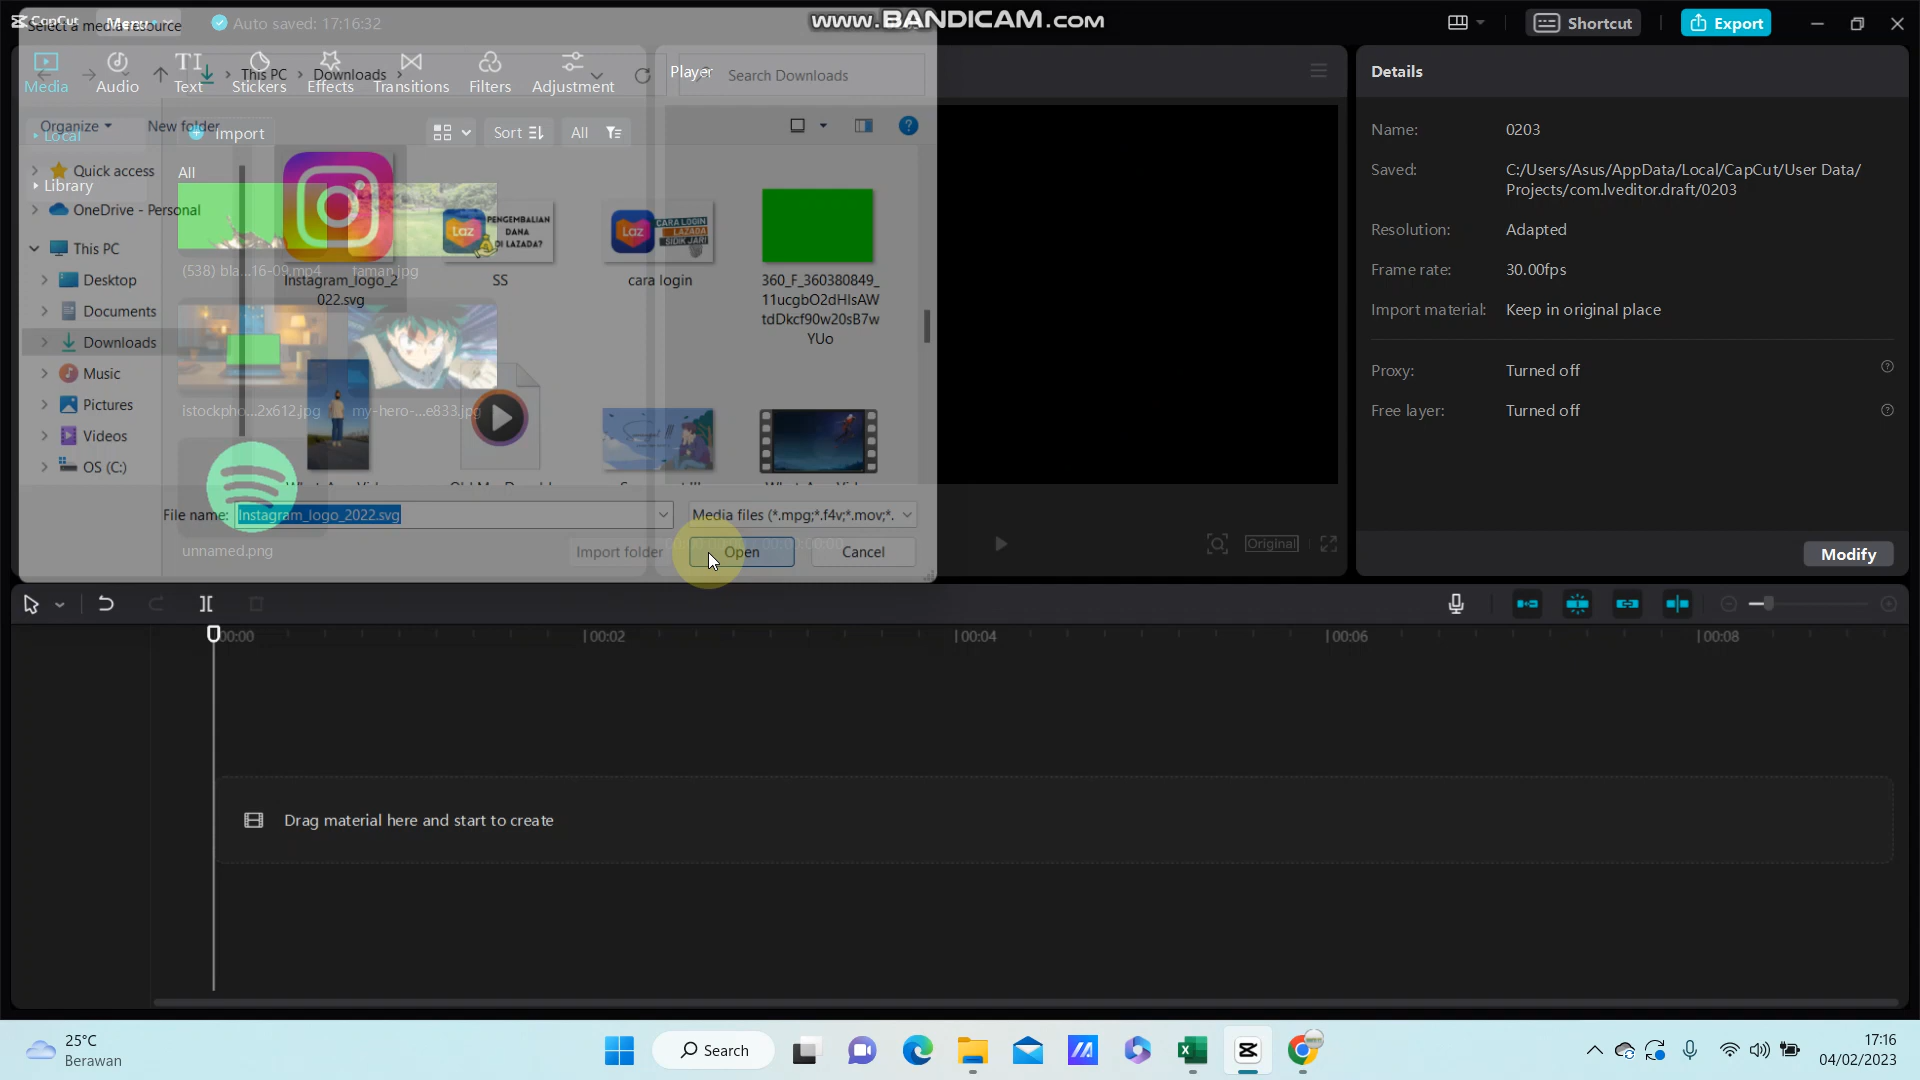 CapCut
Menu
Auto saved: 17:16:32
www.BANDICAM.com
Shortcut
Export
Select a media resource
This PC
Downloads
Search Downloads
Media
Audio
Text
Stickers
Effects
Transitions
Filters
Adjustment
Player
Details
Organize
New folder
Local
Import
Sort
All
Library
All
Quick access
OneDrive - Personal
This PC
Desktop
Documents
Downloads
Music
Pictures
Videos
OS (C:)
(538) bla...16-09.mp4
taman.jpg
istockpho...2x612.jpg
my-hero-...e833.jpg
unnamed.png
Instagram_logo_2
022.svg
Laz
PENGEMBALIAN
DANA
DI LAZADA?
SS
Laz
CARA LOGIN
LAZADA
SIDIK JARI?
cara login
360_F_360380849_
11ucgbO2dHIsAW
tdDkcf90w20sB7w
YUo
File name:
Instagram_logo_2022.svg
Media files (*.mpg;*.f4v;*.mov;*.
Import folder
Open
Cancel
Original
Name:
0203
Saved:
C:/Users/Asus/AppData/Local/CapCut/User Data/
Projects/com.lveditor.draft/0203
Resolution:
Adapted
Frame rate:
30.00fps
Import material:
Keep in original place
Proxy:
Turned off
Free layer:
Turned off
Modify
00:00
00:02
00:04
00:06
00:08
Drag material here and start to create
25°C
Berawan
Search
17:16
04/02/2023